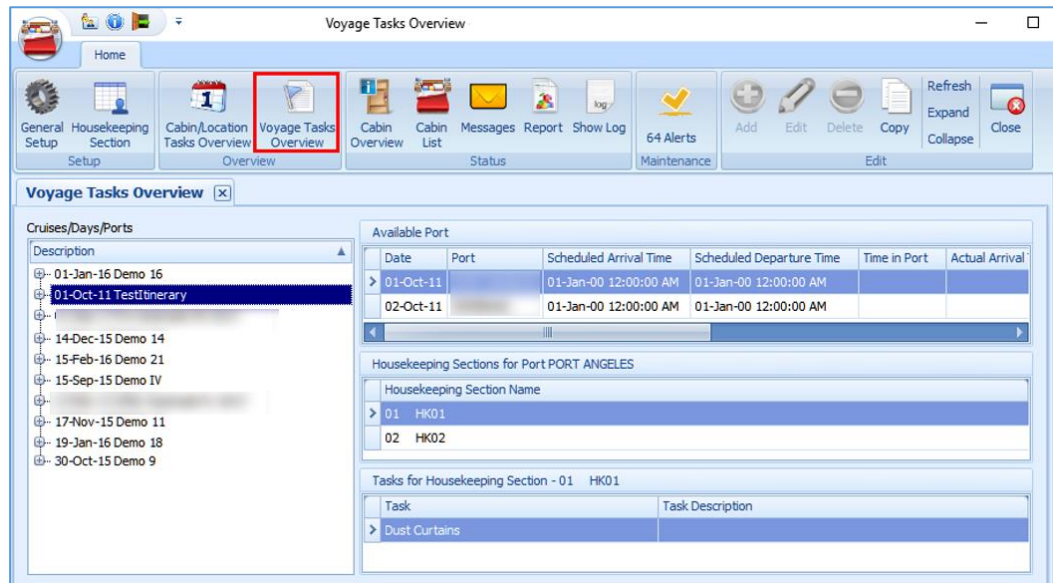 Voyage Tasks Overview
Home
General Setup
Housekeeping Section
Cabin/Location Tasks Overview
Voyage Tasks Overview
Cabin Overview
Cabin List
Messages
Report
log
Show Log
64 Alerts
Add
Edit
Delete
Copy
Refresh
Expand
Collapse
Close
Setup
Overview
Status
Maintenance
Edit
Voyage Tasks Overview
Cruises/Days/Ports
Description
01-Jan-16 Demo 16
01-Oct-11 TestItinerary
14-Dec-15 Demo 14
15-Feb-16 Demo 21
15-Sep-15 Demo IV
17-Nov-15 Demo 11
19-Jan-16 Demo 18
30-Oct-15 Demo 9
Available Port
Date Port Scheduled Arrival Time Scheduled Departure Time Time in Port Actual Arrival
01-Oct-11 01-Jan-00 12:00:00 AM 01-Jan-00 12:00:00 AM
02-Oct-11 01-Jan-00 12:00:00 AM 01-Jan-00 12:00:00 AM
Housekeeping Sections for Port PORT ANGELES
Housekeeping Section Name
01 HK01
02 HK02
Tasks for Housekeeping Section - 01 HK01
Task Task Description
Dust Curtains